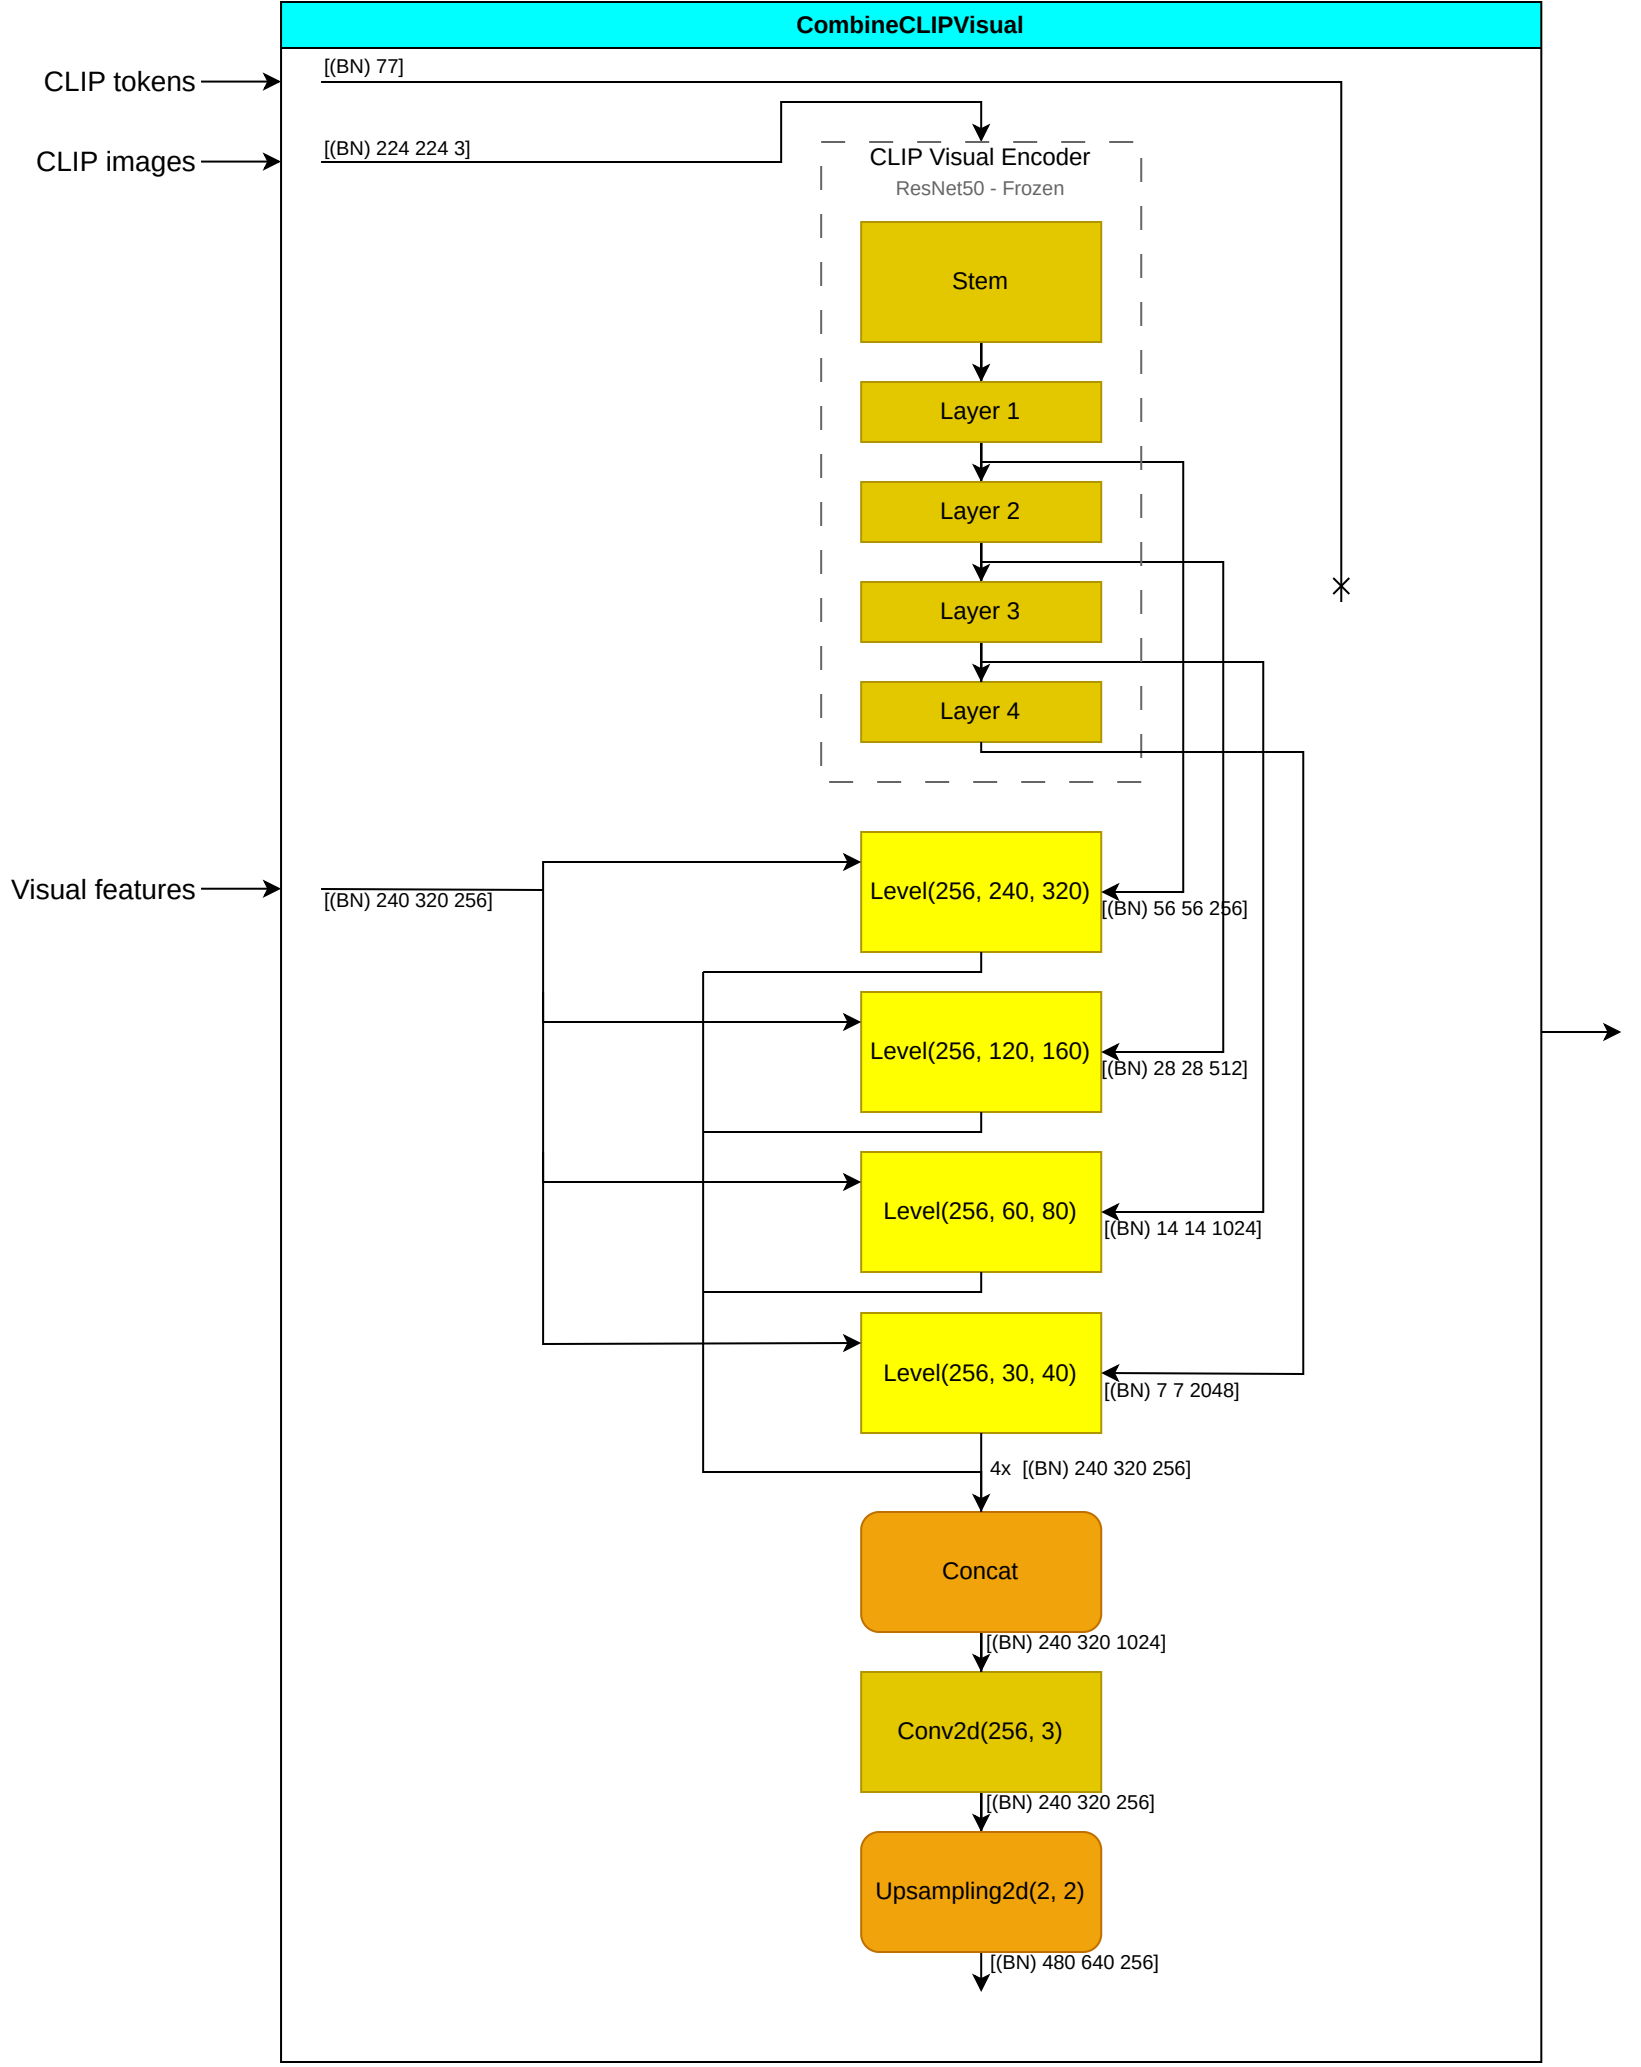 CombineCLIPVisual
CLIP tokens
[(BN) 77]
CLIP images
[(BN) 224 224 3]
CLIP Visual Encoder
ResNet50 - Frozen
Stem
Layer 1
Layer 2
Layer 3
Layer 4
Visual features
[(BN) 240 320 256]
Level(256, 240, 320)
[(BN) 56 56 256]
Level(256, 120, 160)
[(BN) 28 28 512]
Level(256, 60, 80)
[(BN) 14 14 1024]
Level(256, 30, 40)
[(BN) 7 7 2048]
4x [(BN) 240 320 256]
Concat
[(BN) 240 320 1024]
Conv2d(256, 3)
[(BN) 240 320 256]
Upsampling2d(2, 2)
[(BN) 480 640 256]